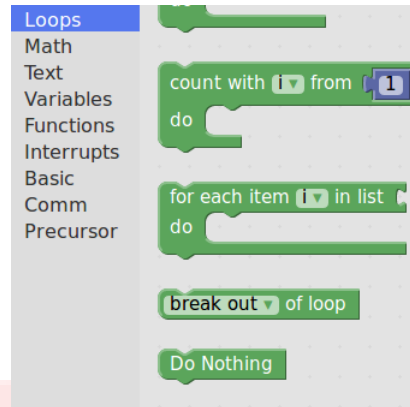 Loops
Math
Text
Variables
Functions
Interrupts
Basic
Comm
Precursor
count with i from 1
do
for each item i in list
do
break out of loop
Do Nothing